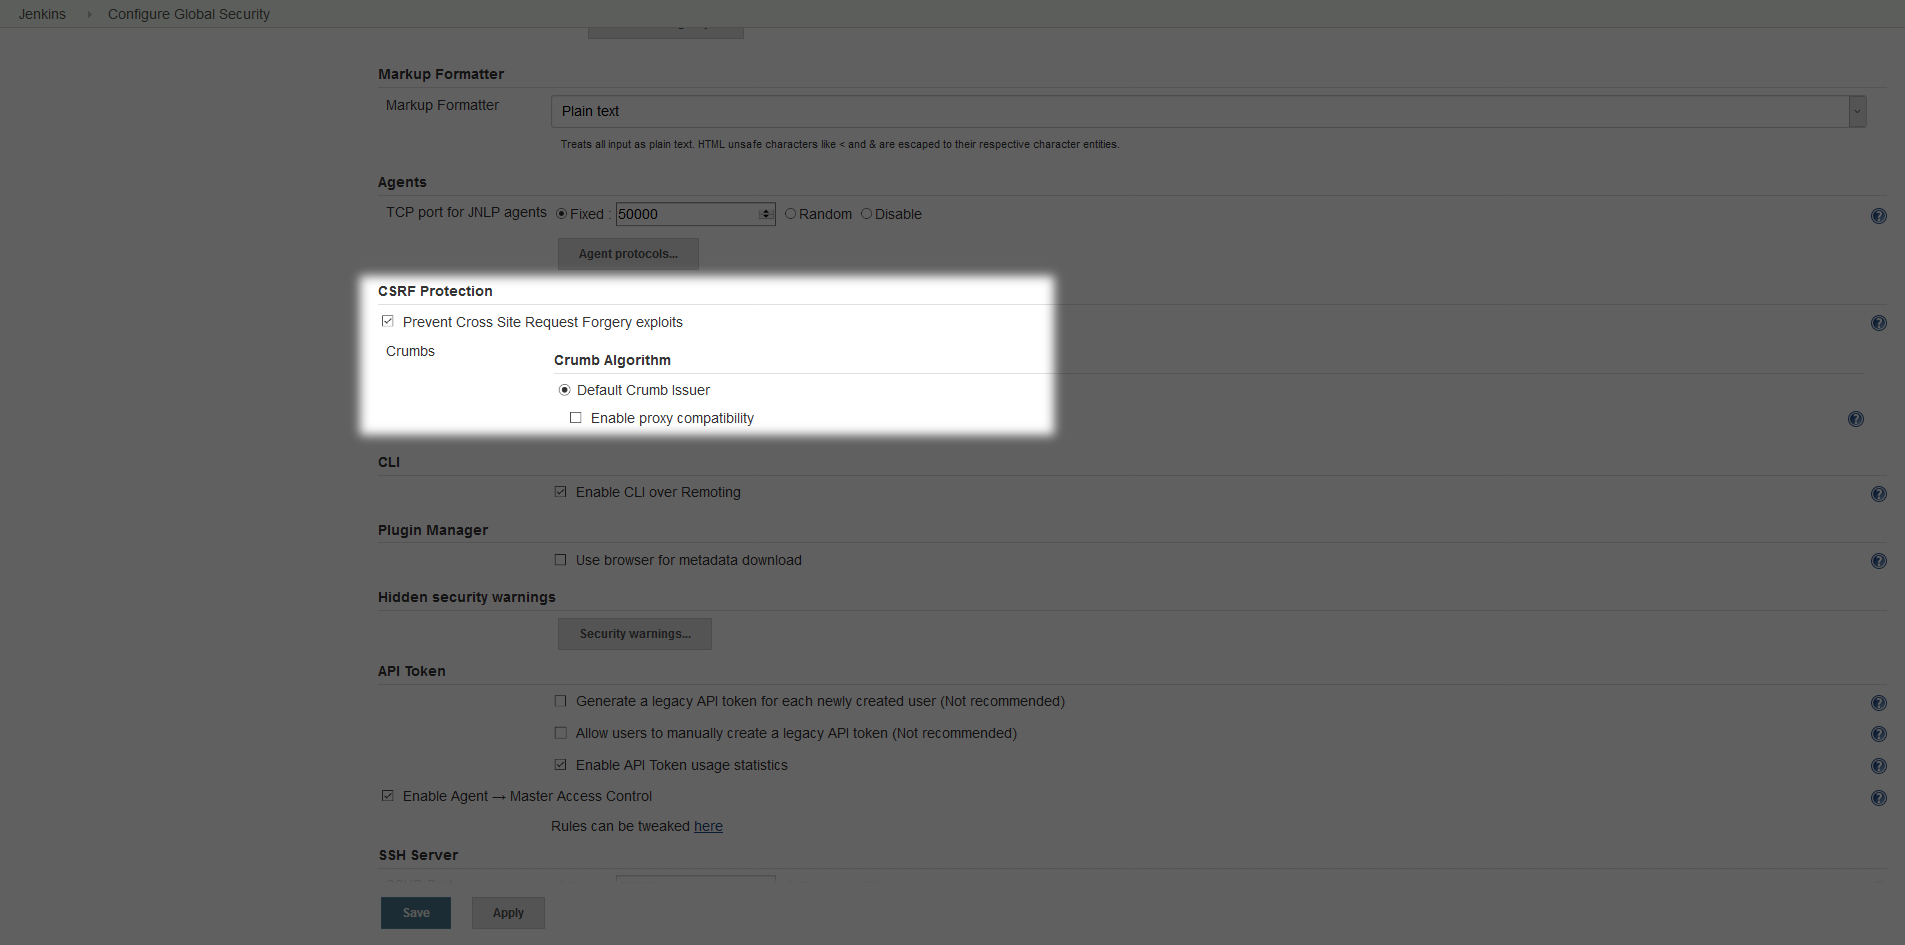 Jenkins Configure Global Security
Markup Formatter
Markup Formatter Plain text
Treats all input as plain text. HTML unsafe characters like < and & are escaped to their respective character entities.
Agents
TCP port for JNLP agents Fixed : 50000 Random Disable
Agent protocols...
CSRF Protection
Prevent Cross Site Request Forgery exploits
Crumbs
Crumb Algorithm
Default Crumb Issuer
Enable proxy compatibility
CLI
Enable CLI over Remoting
Plugin Manager
Use browser for metadata download
Hidden security warnings
Security warnings...
API Token
Generate a legacy API token for each newly created user (Not recommended)
Allow users to manually create a legacy API token (Not recommended)
Enable API Token usage statistics
Enable Agent → Master Access Control
Rules can be tweaked here
SSH Server
Save Apply